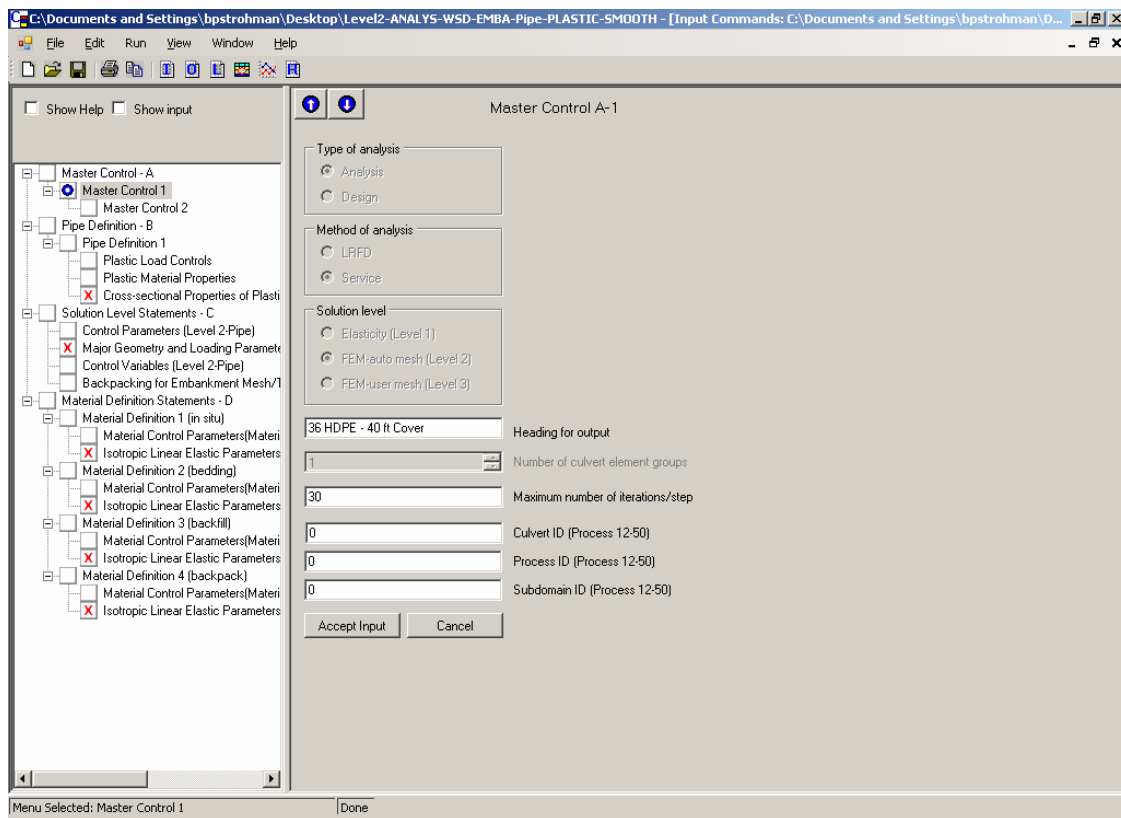 C:\Documents and Settings\bpstrohman\Desktop\Level2-ANALYS-WSD-EMBA-Pipe-PLASTIC-SMOOTH - [Input Commands: C:\Documents and Settings\bpstrohman\D...
File Edit Run View Window Help
Show Help Show input
Master Control - A
Master Control 1
Master Control 2
Pipe Definition - B
Pipe Definition 1
Plastic Load Controls
Plastic Material Properties
X Cross-sectional Properties of Plasti
Solution Level Statements - C
Control Parameters (Level 2-Pipe)
X Major Geometry and Loading Paramete
Control Variables (Level 2-Pipe)
Backpacking for Embankment Mesh/T
Material Definition Statements - D
Material Definition 1 (in situ)
Material Control Parameters(Materi
X Isotropic Linear Elastic Parameters
Material Definition 2 (bedding)
Material Control Parameters(Materi
X Isotropic Linear Elastic Parameters
Material Definition 3 (backfill)
Material Control Parameters(Materi
X Isotropic Linear Elastic Parameters
Material Definition 4 (backpack)
Material Control Parameters(Materi
X Isotropic Linear Elastic Parameters
Master Control A-1
Type of analysis
Analysis
Design
Method of analysis
LRFD
Service
Solution level
Elasticity (Level 1)
FEM-auto mesh (Level 2)
FEM-user mesh (Level 3)
36 HDPE - 40 ft Cover Heading for output
1 Number of culvert element groups
30 Maximum number of iterations/step
0 Culvert ID (Process 12-50)
0 Process ID (Process 12-50)
0 Subdomain ID (Process 12-50)
Accept Input Cancel
Menu Selected: Master Control 1 Done